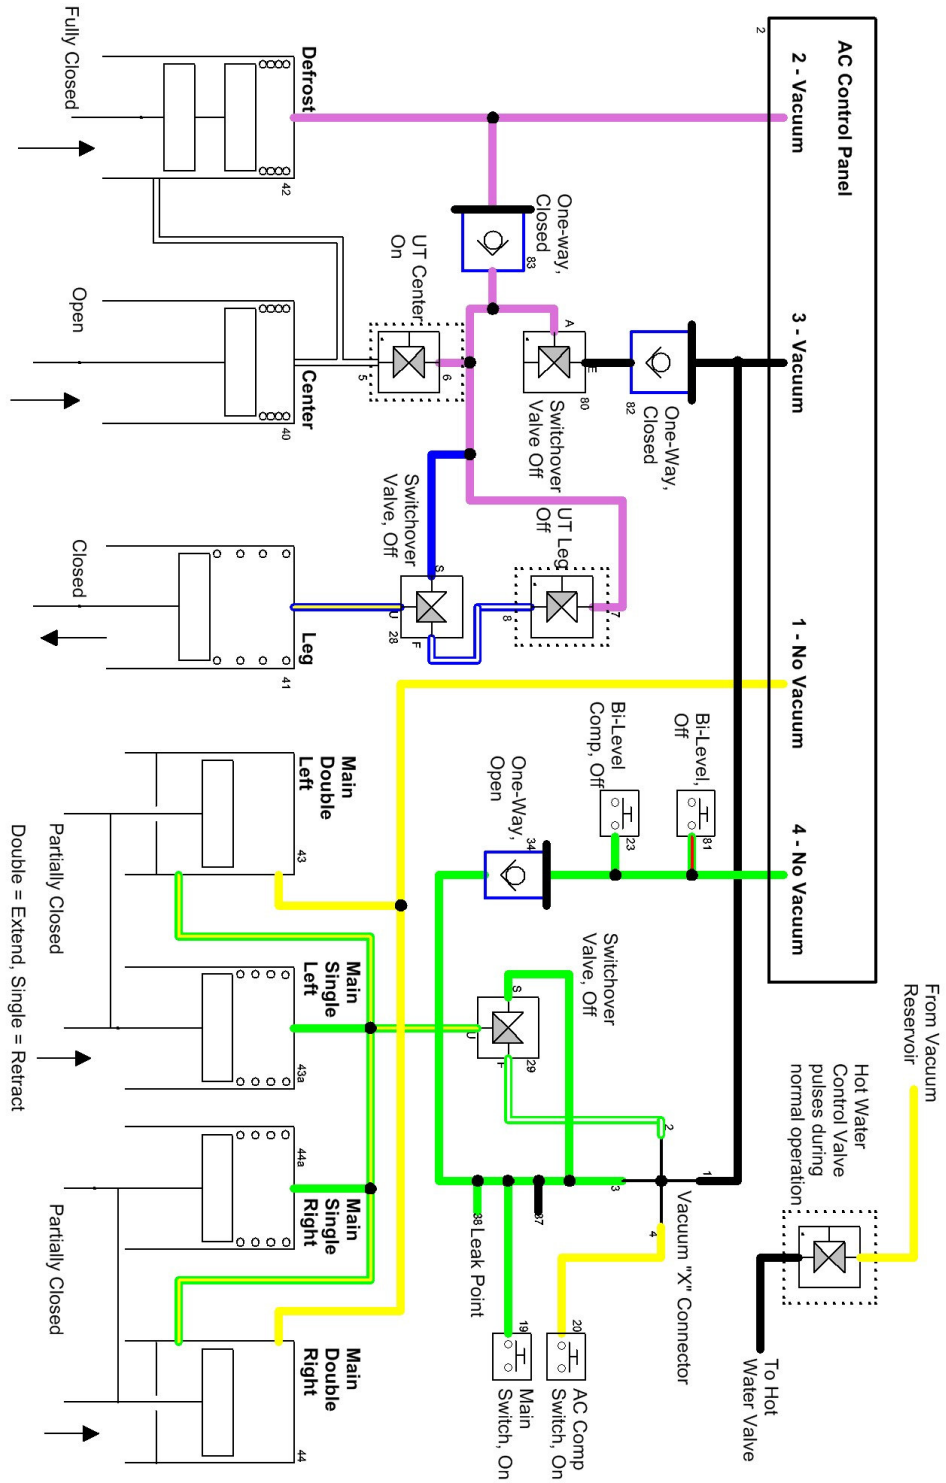 AC Control Panel
2 - Vacuum
3 - Vacuum
1 - No Vacuum
4 - No Vacuum
2
From Vacuum
Reservoir
Hot Water
Control Valve
pulses during
normal operation
To Hot
Water Valve
One-way,
Closed
83
One-Way,
Closed
82
A
E
80
Switchover
Valve Off
UT Center
On
6
5
UT Leg
Off
7
8
Switchover
Valve, Off
S
U
28
F
Bi-Level,
Off
81
Bi-Level
Comp, Off
23
One-Way,
Open
34
Switchover
Valve, Off
S
U
29
F
Vacuum "X" Connector
1
2
3
4
37
38
Leak Point
AC Comp
Switch, On
20
Main
Switch, On
19
Defrost
42
Fully Closed
Center
40
Open
Leg
41
Closed
Main
Double
Left
43
Main
Single
Left
43a
Partially Closed
Double = Extend, Single = Retract
Main
Single
Right
44a
Main
Double
Right
44
Partially Closed